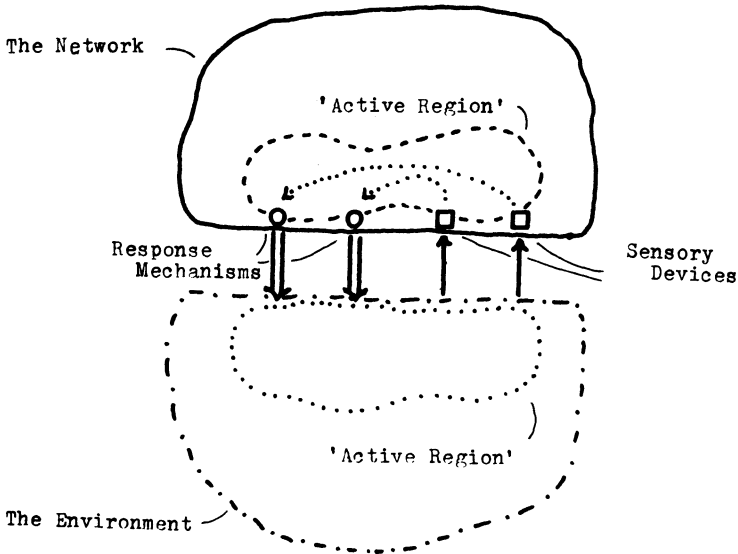 The Network
'Active Region'
Response
Mechanisms
Sensory
Devices
'Active Region'
The Environment